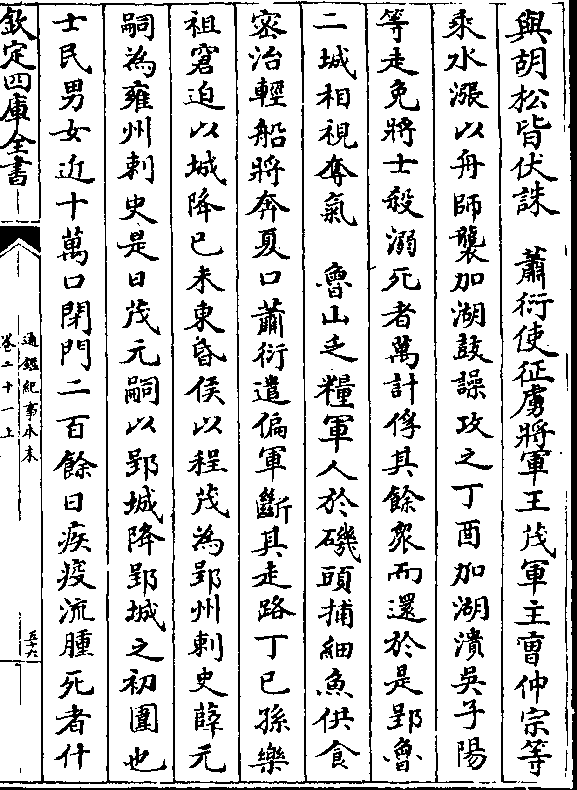 與胡松皆伏誅　蕭衍使征虜將軍王茂軍主曹仲宗等
乘水漲以舟師襲加湖鼓譟攻之丁酉加湖潰吳子陽
等走免將士殺溺死者萬計俘其餘衆而還於是郢魯
二城相視奪氣　魯山乏糧軍人於磯頭捕細魚供食
宻治輕船將奔夏口蕭衍遣偏軍斷其走路丁巳孫樂
祖窘迫以城降已未東昏侯以程茂為郢州刺史薛元
嗣為雍州刺史是日茂元嗣以郢城降郢城之初圍也
士民男女近十萬口閉門二百餘日疾疫流腫死者什
欽定四庫全書
通鑑紀事本末
卷二十一上
五十六